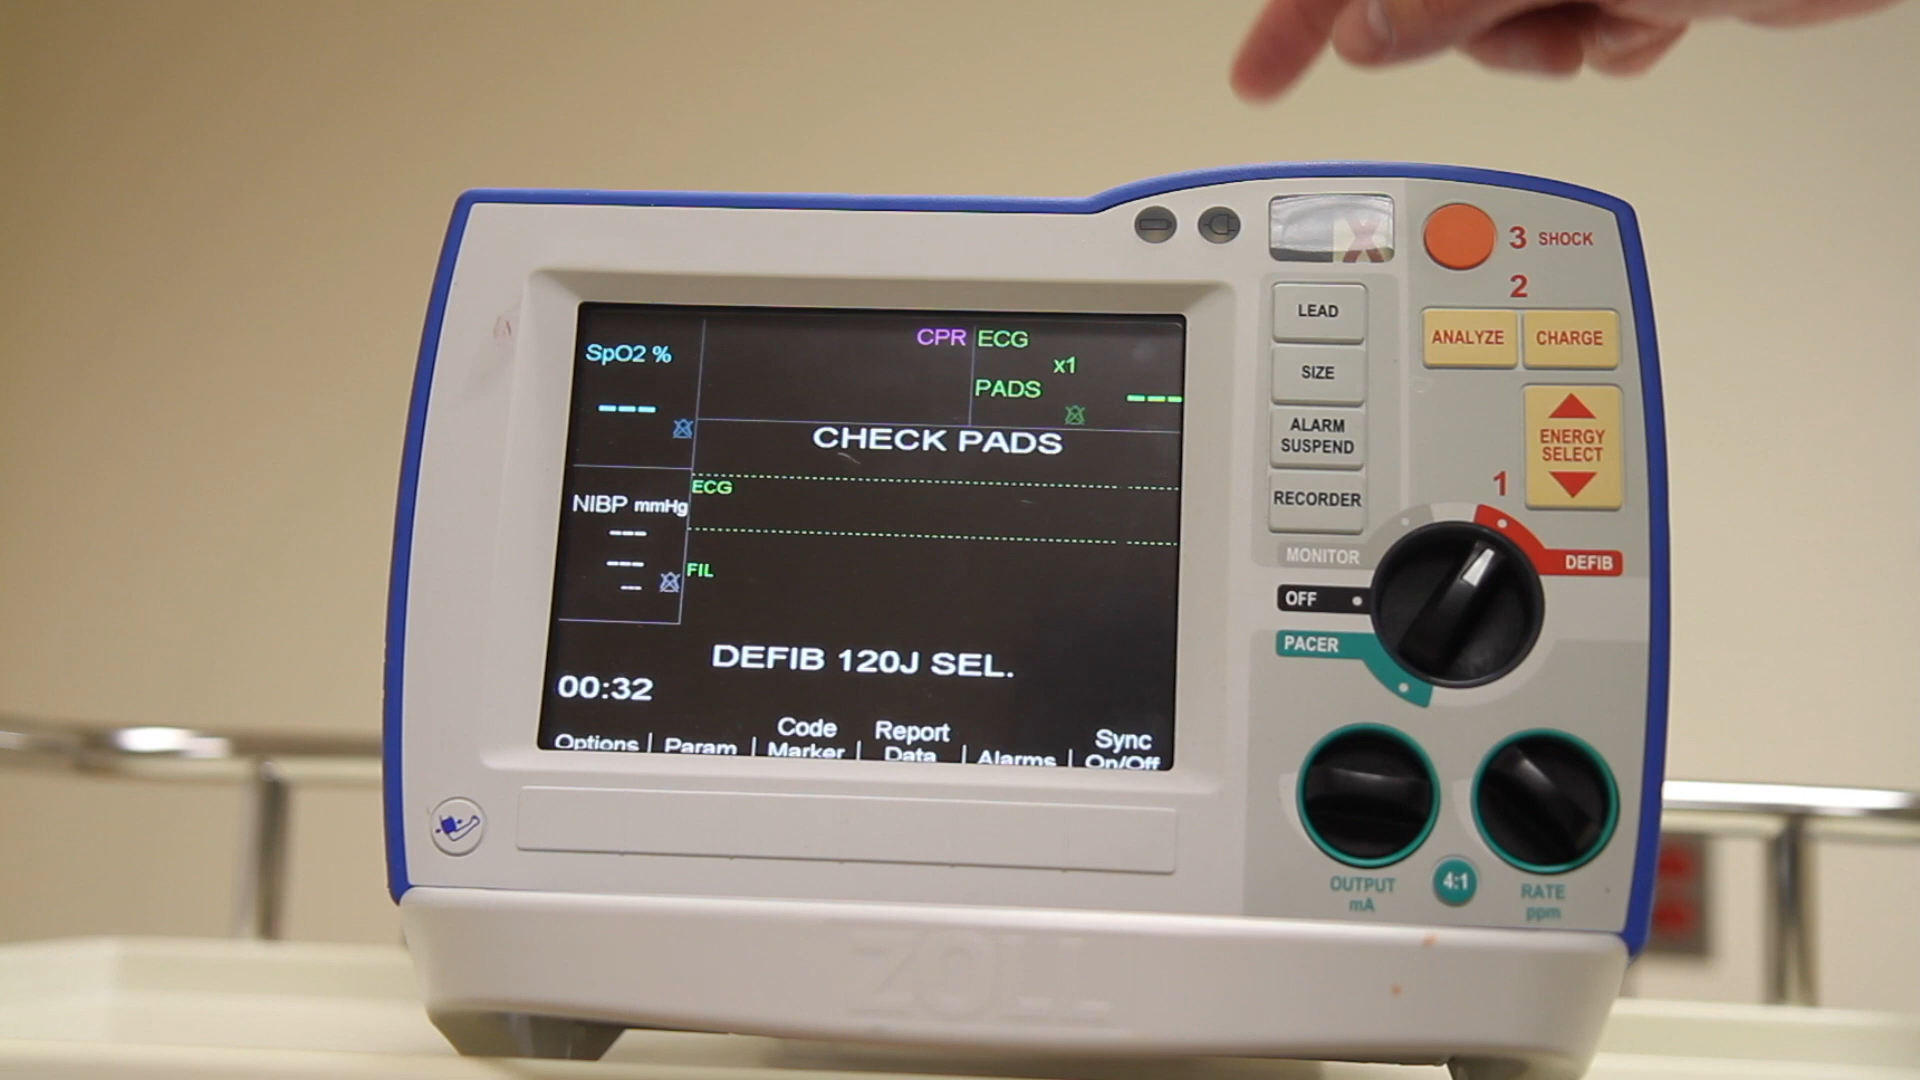 SpO2 %
---
CPR
ECG
x1
PADS
---
CHECK PADS
ECG
NIBP mmHg
---
---
--
FIL
DEFIB 120J SEL.
00:32
Options
Param
Code
Marker
Report
Data
Alarms
Sync
On/Off
3 SHOCK
2
ANALYZE
CHARGE
LEAD
SIZE
ALARM
SUSPEND
RECORDER
ENERGY
SELECT
1
MONITOR
DEFIB
OFF
PACER
OUTPUT
mA
4:1
RATE
ppm
ZOLL